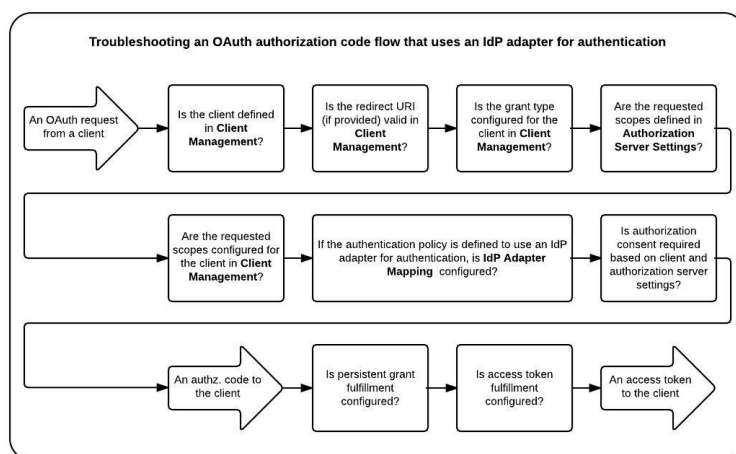 Troubleshooting an OAuth authorization code flow that uses an IdP adapter for authentication
An OAuth request
from a client
Is the client defined
in Client
Management?
Is the redirect URI
(if provided) valid in
Client
Management?
Is the grant type
configured for the
client in Client
Management?
Are the requested
scopes defined in
Authorization
Server Settings?
Are the requested
scopes configured for
the client in Client
Management?
If the authentication policy is defined to use an IdP
adapter for authentication, is IdP Adapter
Mapping configured?
Is authorization
consent required
based on client and
authorization server
settings?
An authz. code to
the client
Is persistent grant
fulfillment
configured?
Is access token
fulfillment
configured?
An access token
to the client